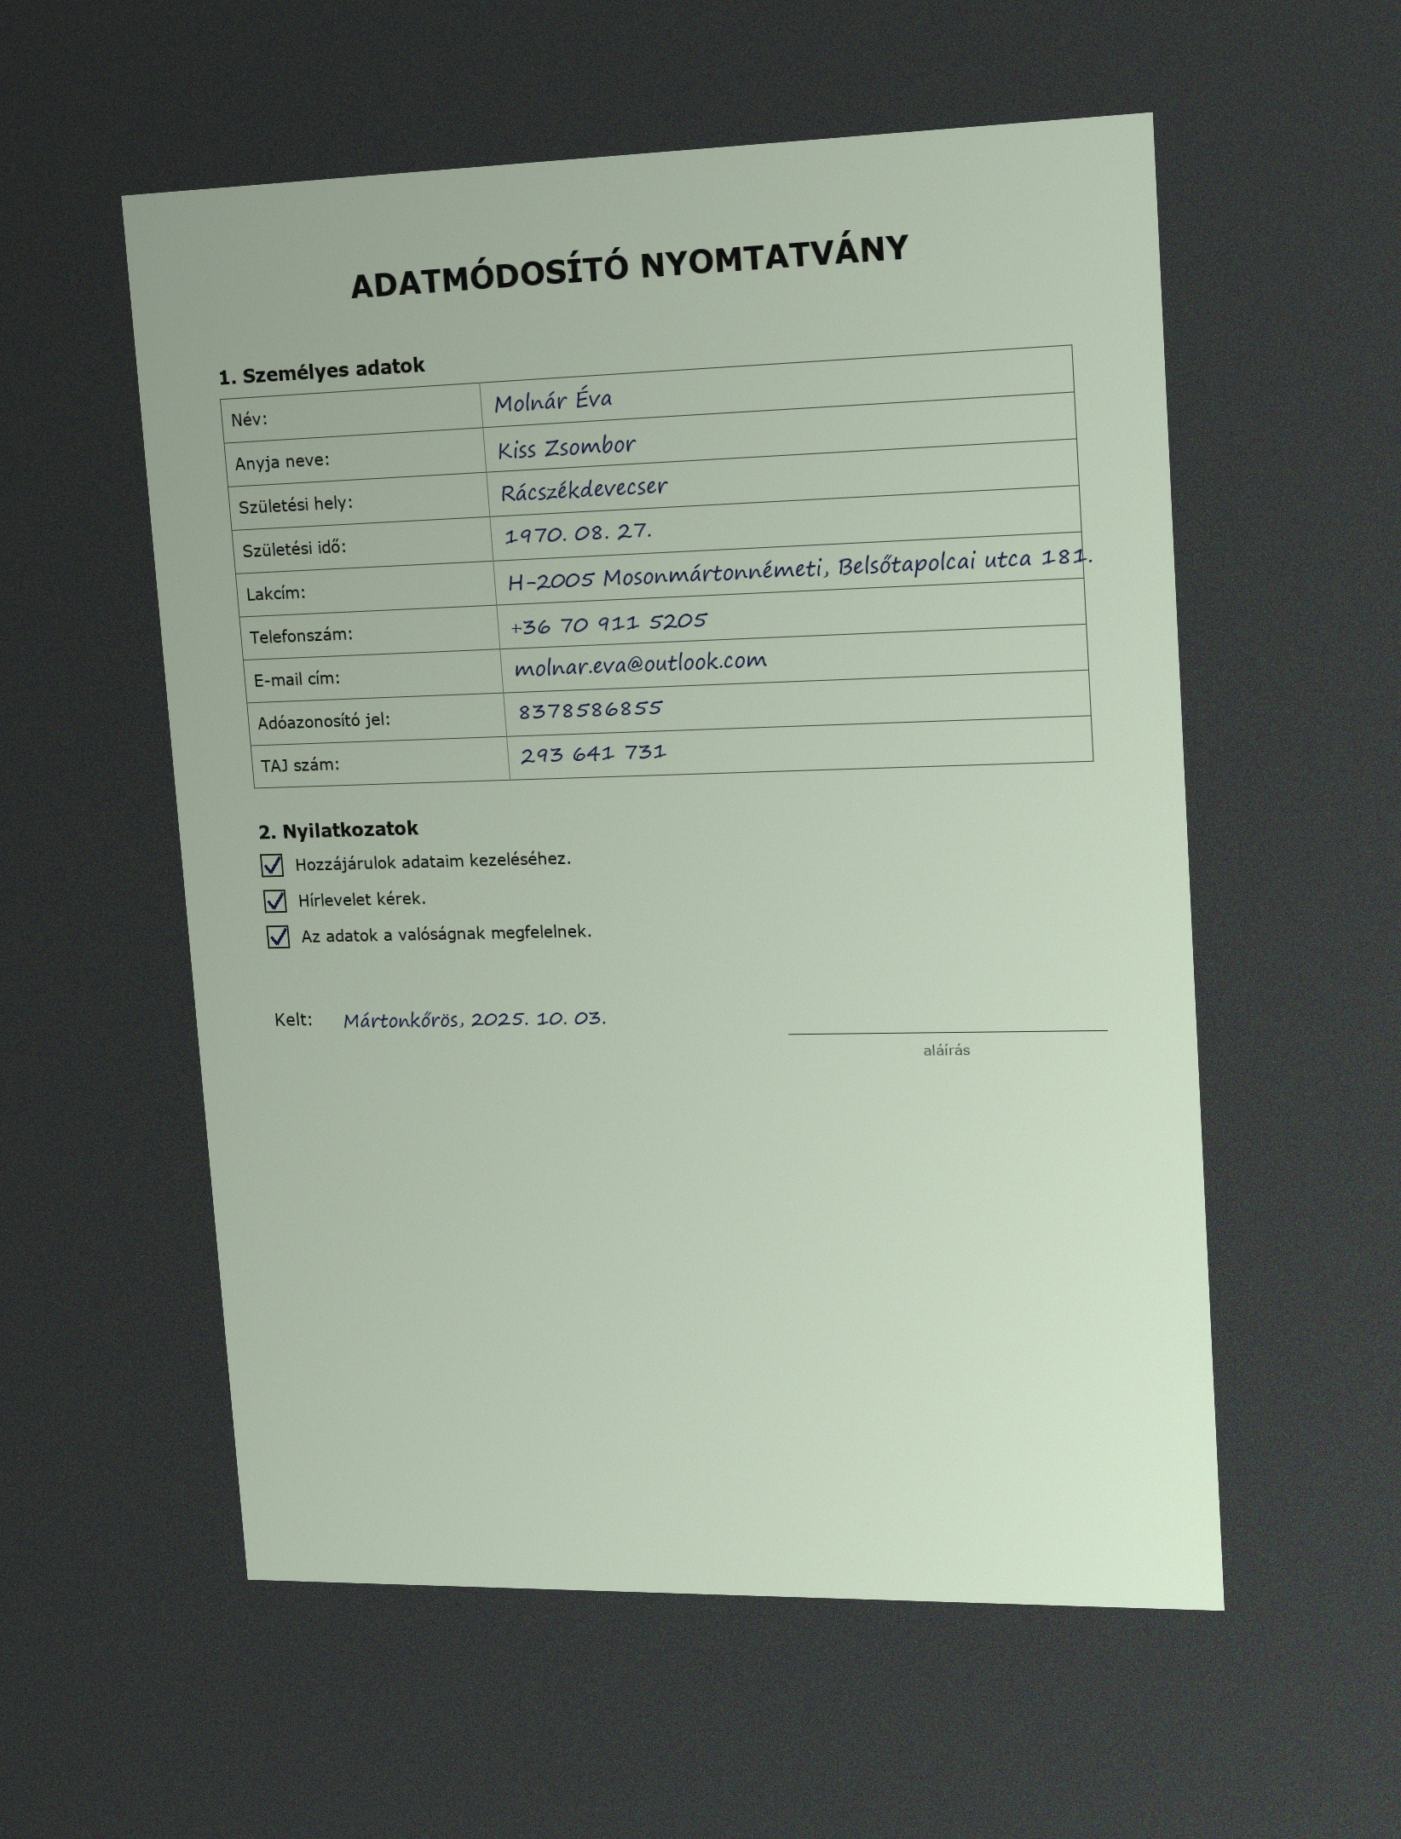 ADATMÓDOSÍTÓ NYOMTATVÁNY
1. Személyes adatok
Név: Molnár Éva
Anyja neve: Kiss Zsombor
Születési hely: Rácszékdevecser
Születési idő: 1970. 08. 27.
Lakcím: H-2005 Mosonmártonnémeti, Belsőtapolcai utca 181.
Telefonszám: +36 70 911 5205
E-mail cím: molnar.eva@outlook.com
Adóazonosító jel: 8378586855
TAJ szám: 293 641 731
2. Nyilatkozatok
Hozzájárulok adataim kezeléséhez.
Hírlevelet kérek.
Az adatok a valóságnak megfelelnek.
Kelt: Mártonkőrös, 2025. 10. 03.
aláírás